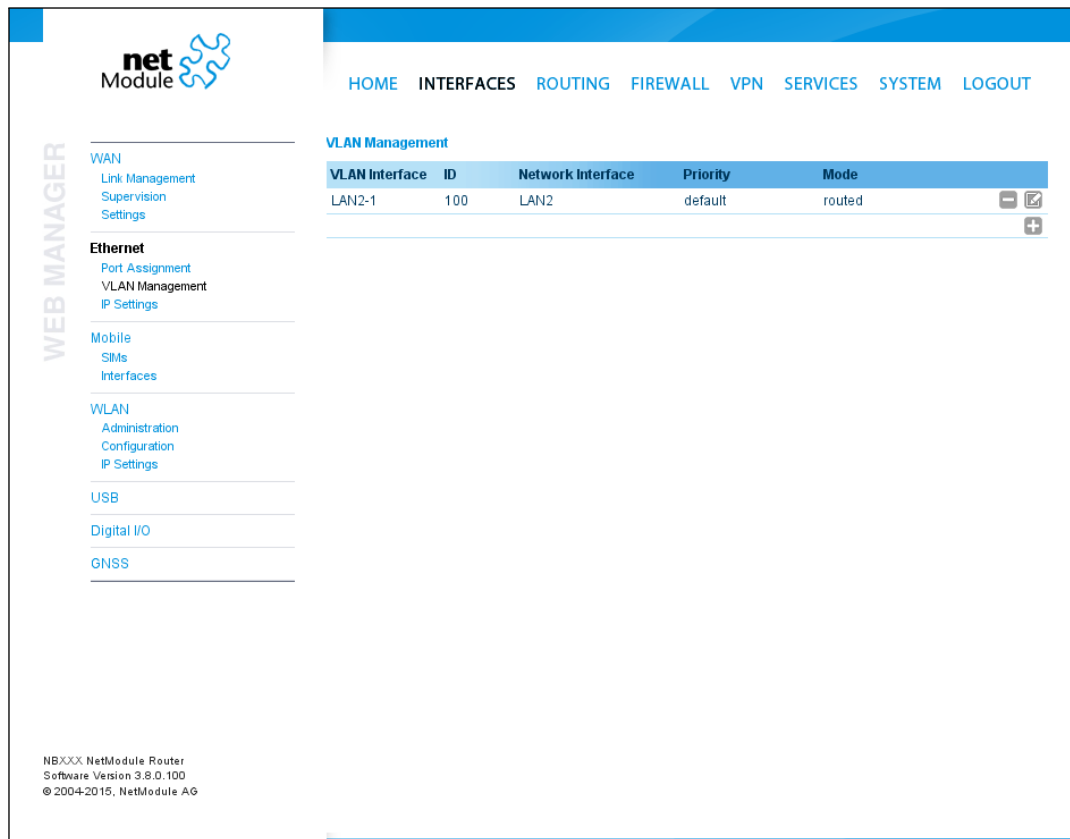 net
Module
HOME INTERFACES ROUTING FIREWALL VPN SERVICES SYSTEM LOGOUT
WEB MANAGER
WAN
Link Management
Supervision
Settings
Ethernet
Port Assignment
VLAN Management
IP Settings
Mobile
SIMs
Interfaces
WLAN
Administration
Configuration
IP Settings
USB
Digital I/O
GNSS
VLAN Management
VLAN Interface ID Network Interface Priority Mode
LAN2-1 100 LAN2 default routed
NBXXX NetModule Router
Software Version 3.8.0.100
© 2004-2015, NetModule AG